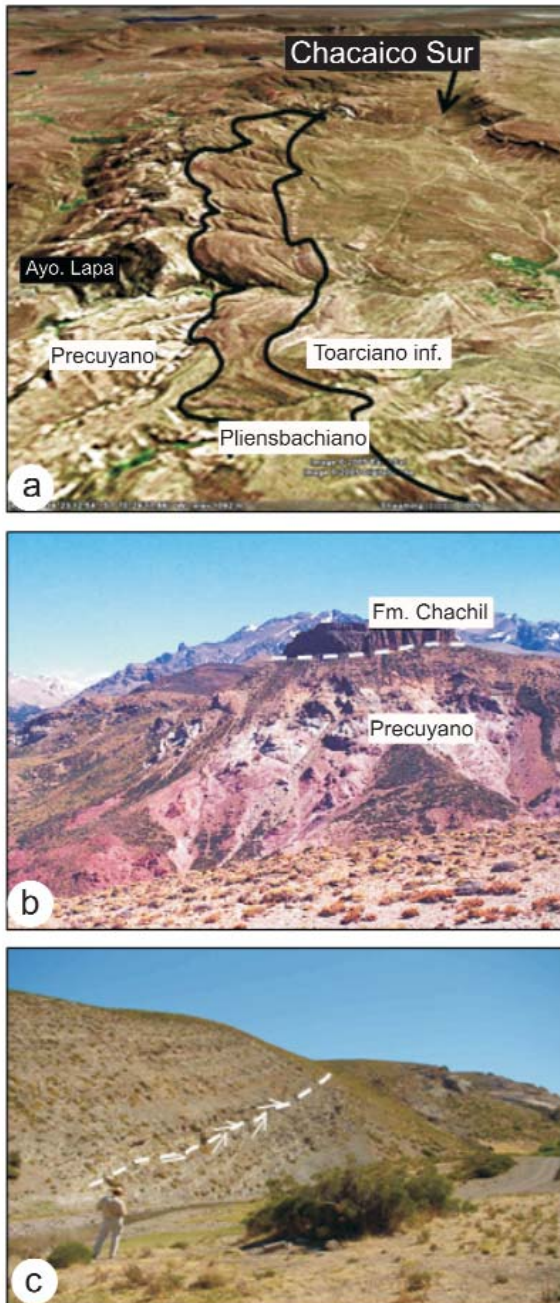 Chacaico Sur
Ayo. Lapa
Precuyano
Toarciano inf.
Pliensbachiano
a
Fm. Chachil
Precuyano
b
c